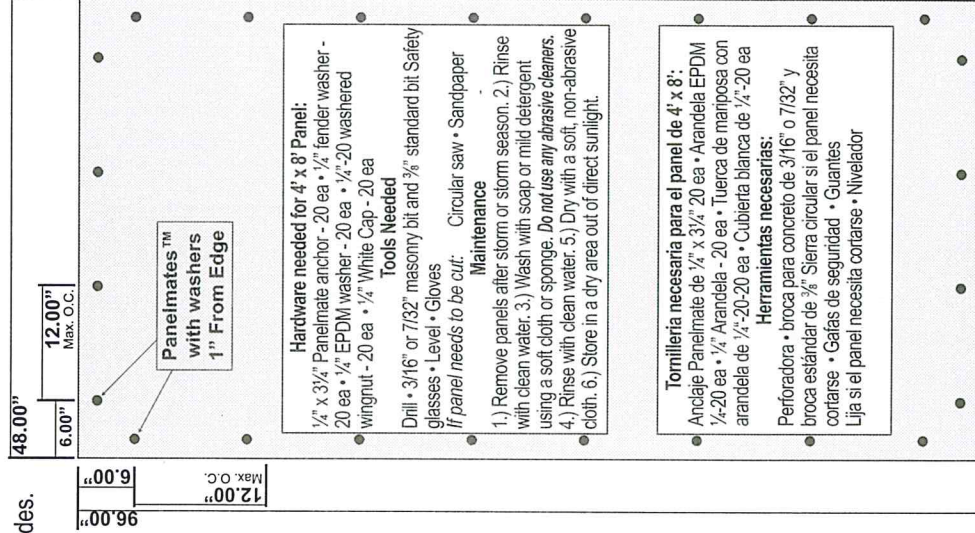 des.
48.00"
12.00"
Max. O.C.
6.00"
6.00"
12.00"
Max. O.C.
96.00"
Panelmates™
with washers
1" From Edge
Hardware needed for 4' x 8' Panel:
¼" x 3¼" Panelmate anchor - 20 ea • ¼" fender washer -
20 ea • ¼" EPDM washer - 20 ea • ¼"-20 washered
wingnut - 20 ea • ¼" White Cap - 20 ea
Tools Needed
Drill • 3/16" or 7/32" masonry bit and ⅜" standard bit Safety
glasses • Level • Gloves
If panel needs to be cut: Circular saw • Sandpaper
Maintenance
1.) Remove panels after storm or storm season. 2.) Rinse
with clean water. 3.) Wash with soap or mild detergent
using a soft cloth or sponge. Do not use any abrasive cleaners.
4.) Rinse with clean water. 5.) Dry with a soft, non-abrasive
cloth. 6.) Store in a dry area out of direct sunlight.
Tornillería necesaria para el panel de 4' x 8':
Anclaje Panelmate de ¼" x 3¼" 20 ea • Arandela EPDM
¼-20 ea • ¼" Arandela - 20 ea • Tuerca de mariposa con
arandela de ¼"-20-20 ea • Cubierta blanca de ¼"-20 ea
Herramientas necesarias:
Perforadora • broca para concreto de 3/16" o 7/32" y
broca estándar de ⅜" Sierra circular si el panel necesita
cortarse • Gafas de seguridad • Guantes
Lija si el panel necesita cortarse • Nivelador